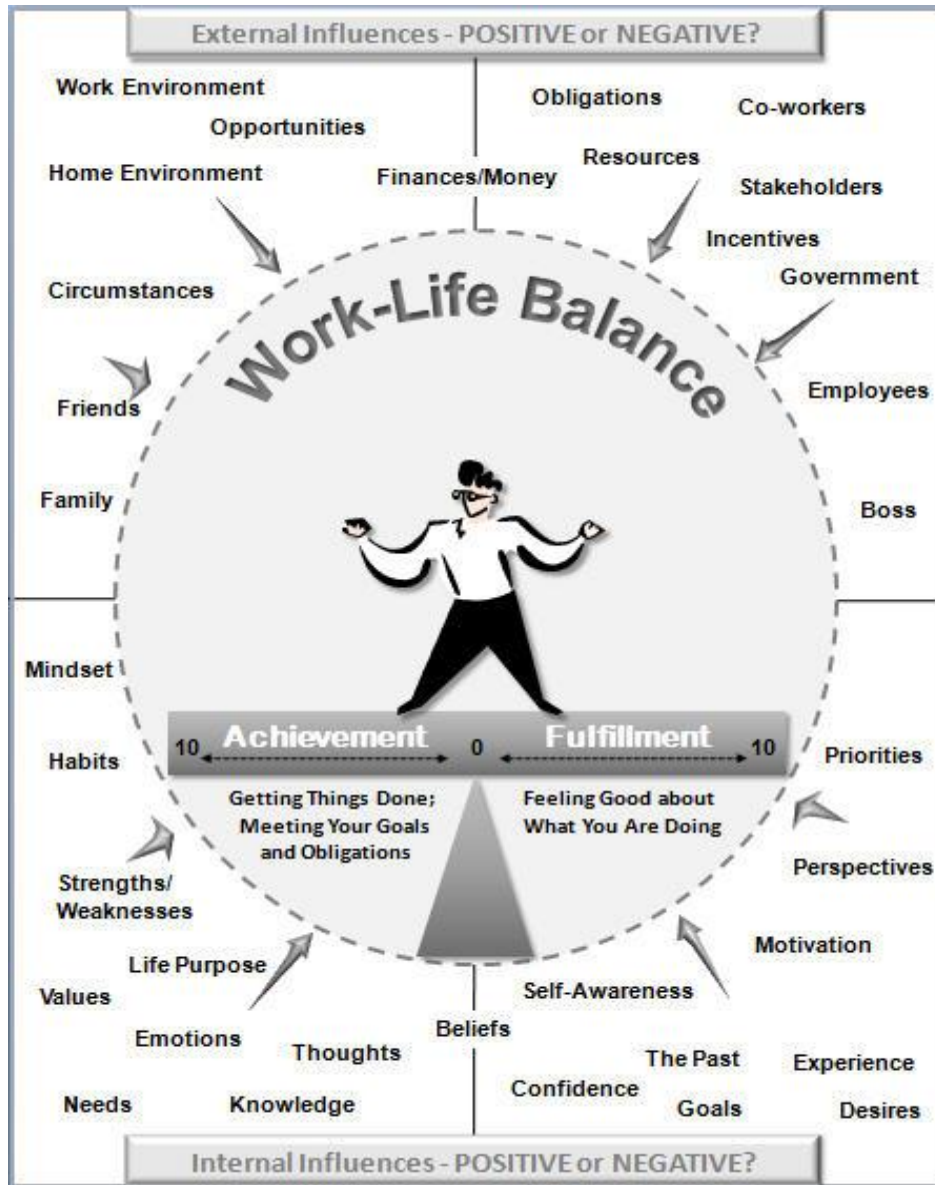 External Influences - POSITIVE or NEGATIVE?
Work Environment
Obligations
Co-workers
Opportunities
Resources
Home Environment
Finances/Money
Stakeholders
Incentives
Government
Circumstances
Work-Life Balance
Friends
Employees
Family
Boss
Mindset
10 Achievement 0 Fulfillment 10
Habits
Priorities
Getting Things Done;
Meeting Your Goals
and Obligations
Feeling Good about
What You Are Doing
Perspectives
Strengths/
Weaknesses
Motivation
Life Purpose
Values
Self-Awareness
Emotions
Beliefs
Thoughts
The Past
Experience
Confidence
Needs
Knowledge
Goals
Desires
Internal Influences - POSITIVE or NEGATIVE?